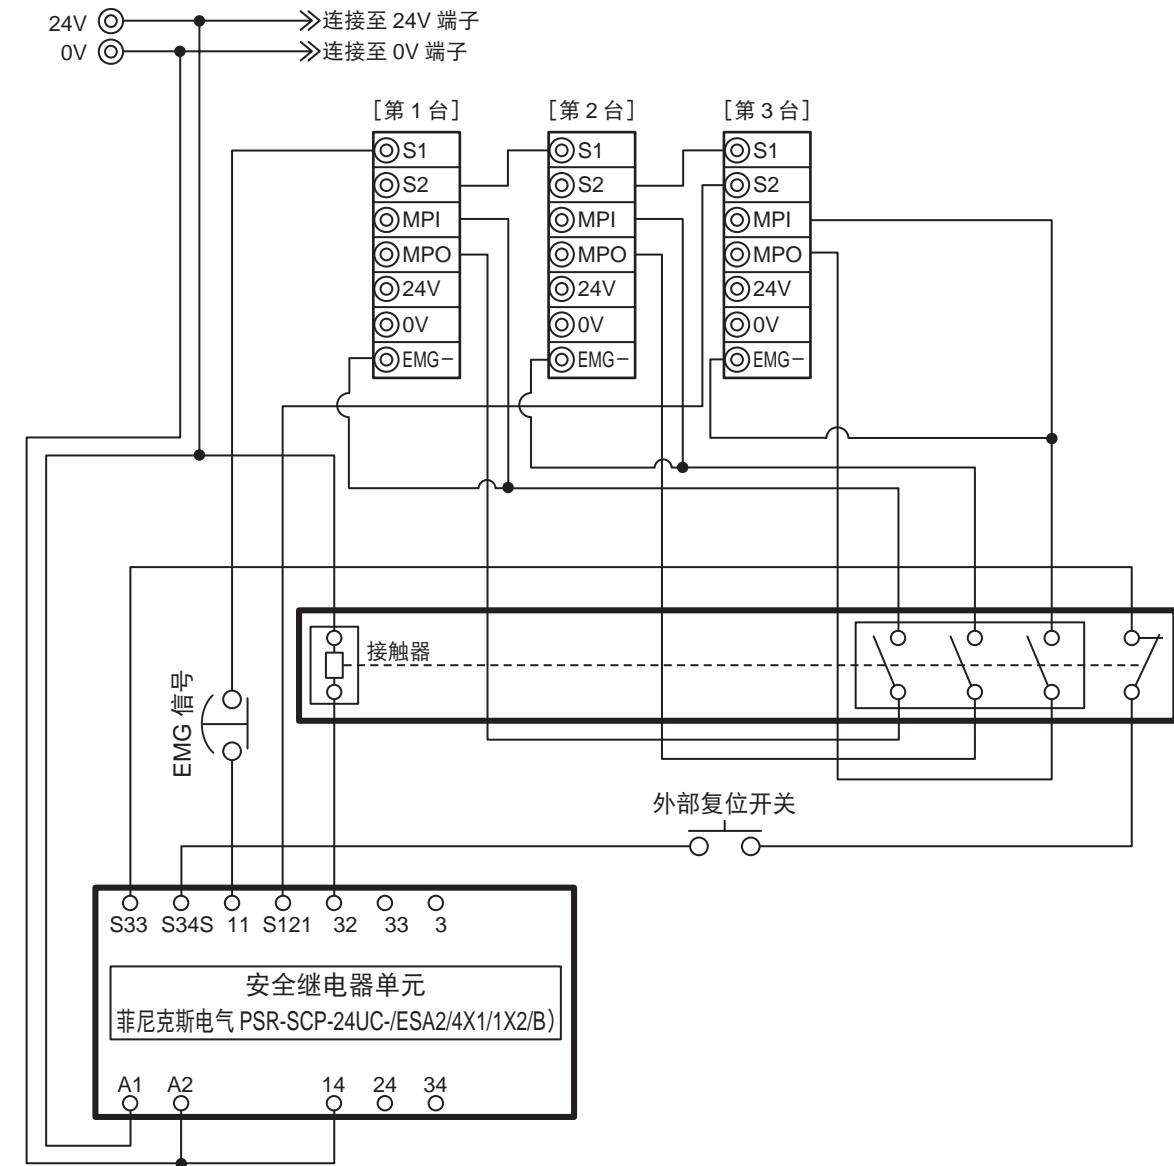 24V
连接至 24V 端子
0V
连接至 0V 端子
[第 1 台]
[第 2 台]
[第 3 台]
S1
S2
MPI
MPO
24V
0V
EMG−
S1
S2
MPI
MPO
24V
0V
EMG−
S1
S2
MPI
MPO
24V
0V
EMG−
接触器
EMG 信号
外部复位开关
S33 S34S 11 S121 32 33 3
安全继电器单元
菲尼克斯电气 PSR-SCP-24UC-/ESA2/4X1/1X2/B）
A1 A2 14 24 34